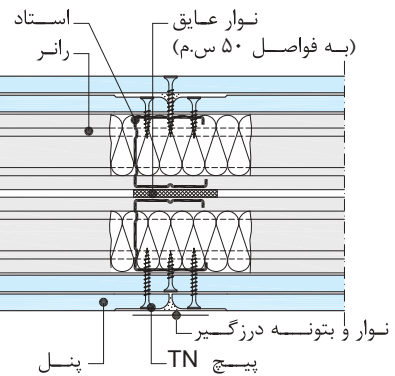 نوار عایق
(به فواصل ۵۰ س.م)
استاد
رانر
نوار و بتونه درزگیر
پیچ TN
پنل